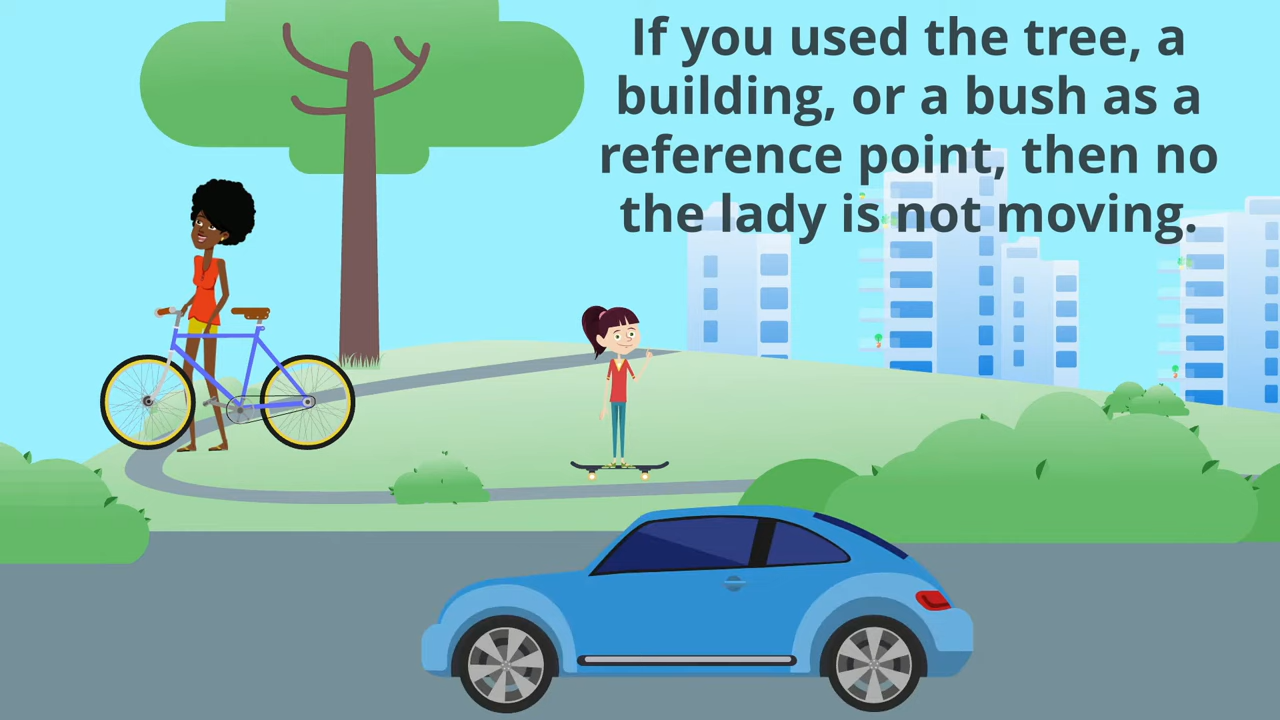 If you used the tree, a
building, or a bush as a
reference point, then no
the lady is not moving.